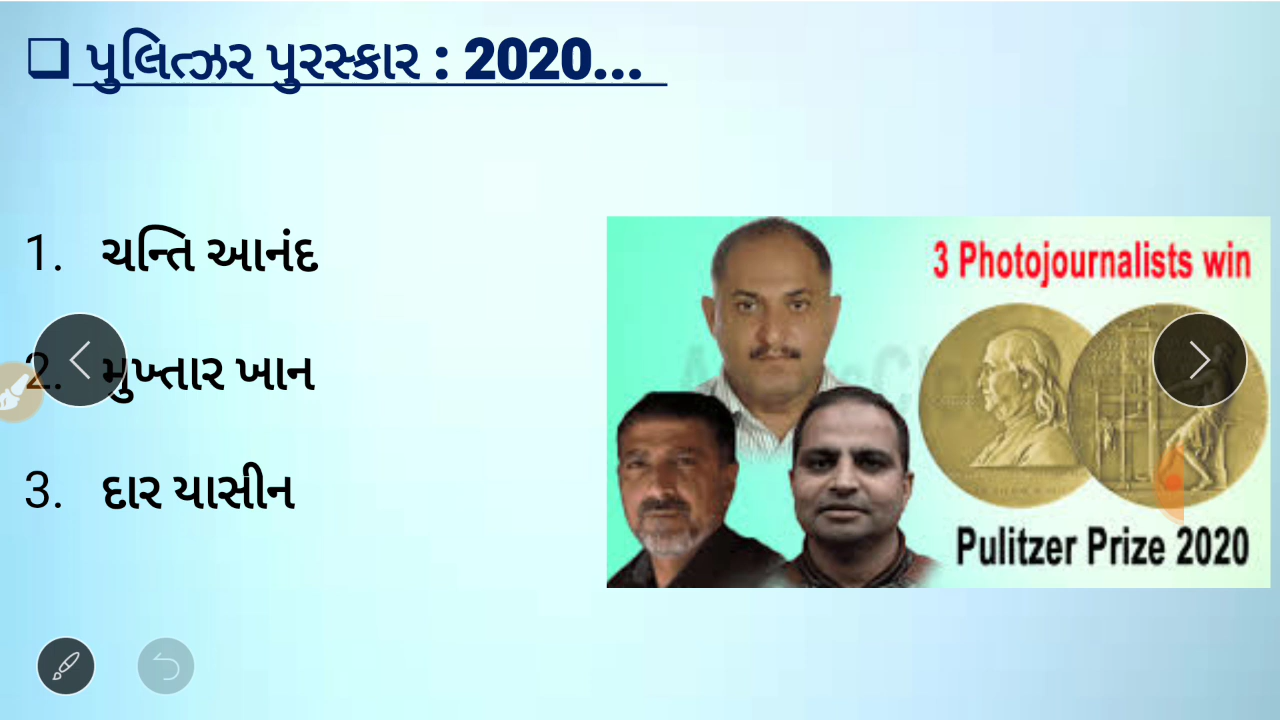 પુલિત્ઝર પુરસ્કાર : 2020...
1. ચન્તિ આનંદ
2. મુખ્તાર ખાન
3. દાર યાસીન
3 Photojournalists win
Pulitzer Prize 2020